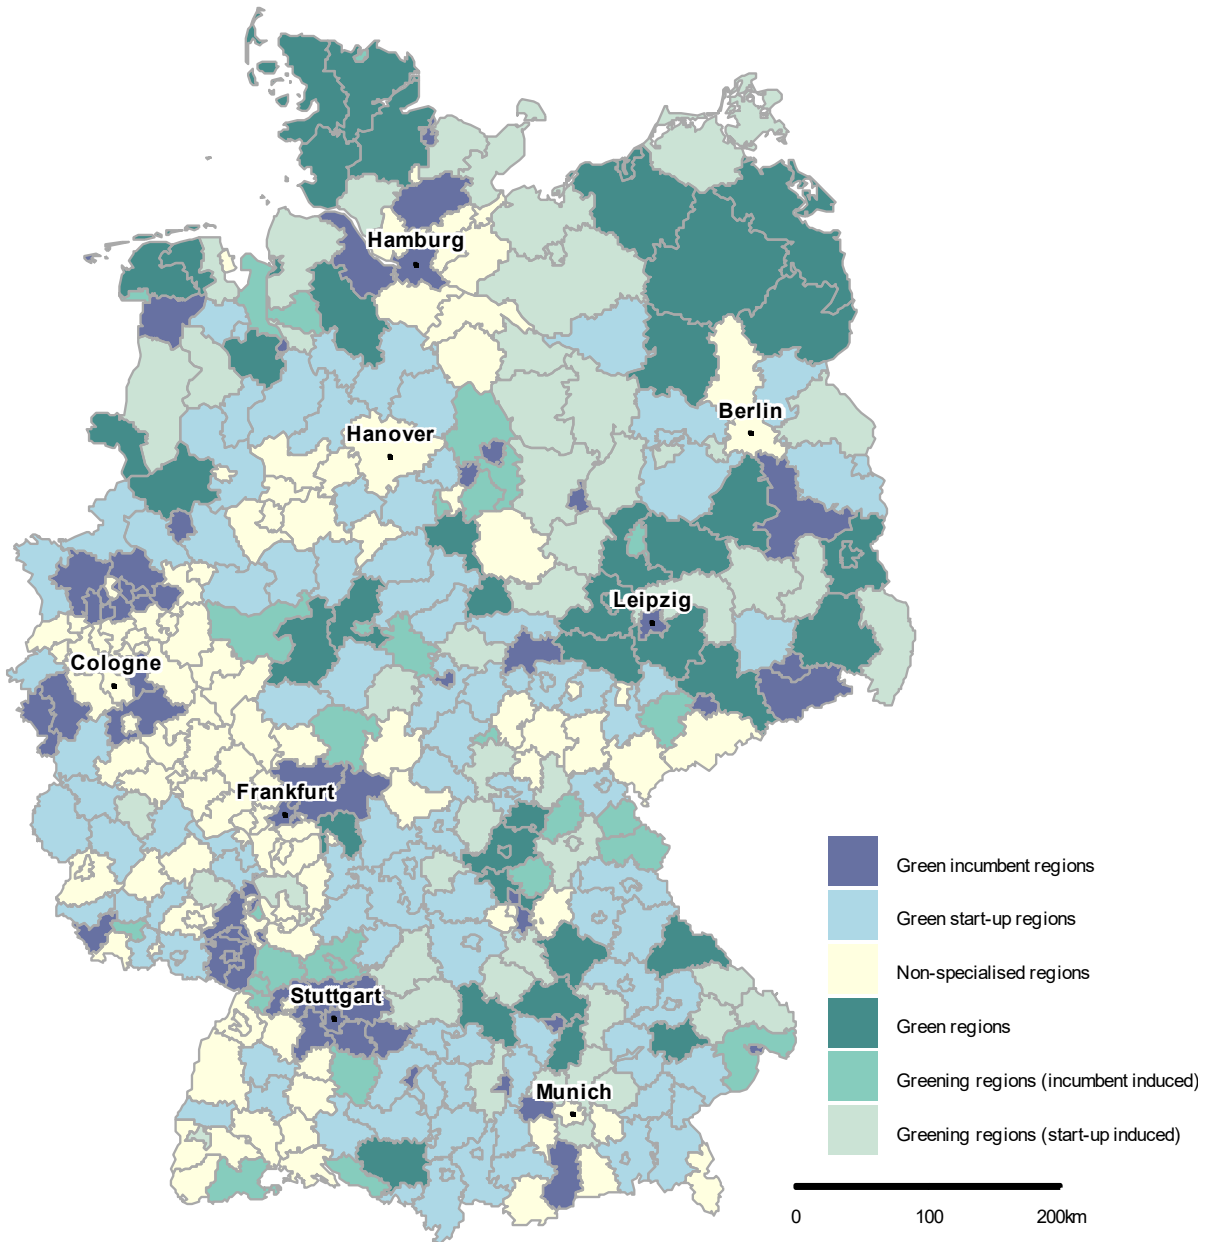 Hamburg
Berlin
Hanover
Leipzig
Cologne
Frankfurt
Stuttgart
Munich
Green incumbent regions
Green start-up regions
Non-specialised regions
Green regions
Greening regions (incumbent induced)
Greening regions (start-up induced)
0 100 200km